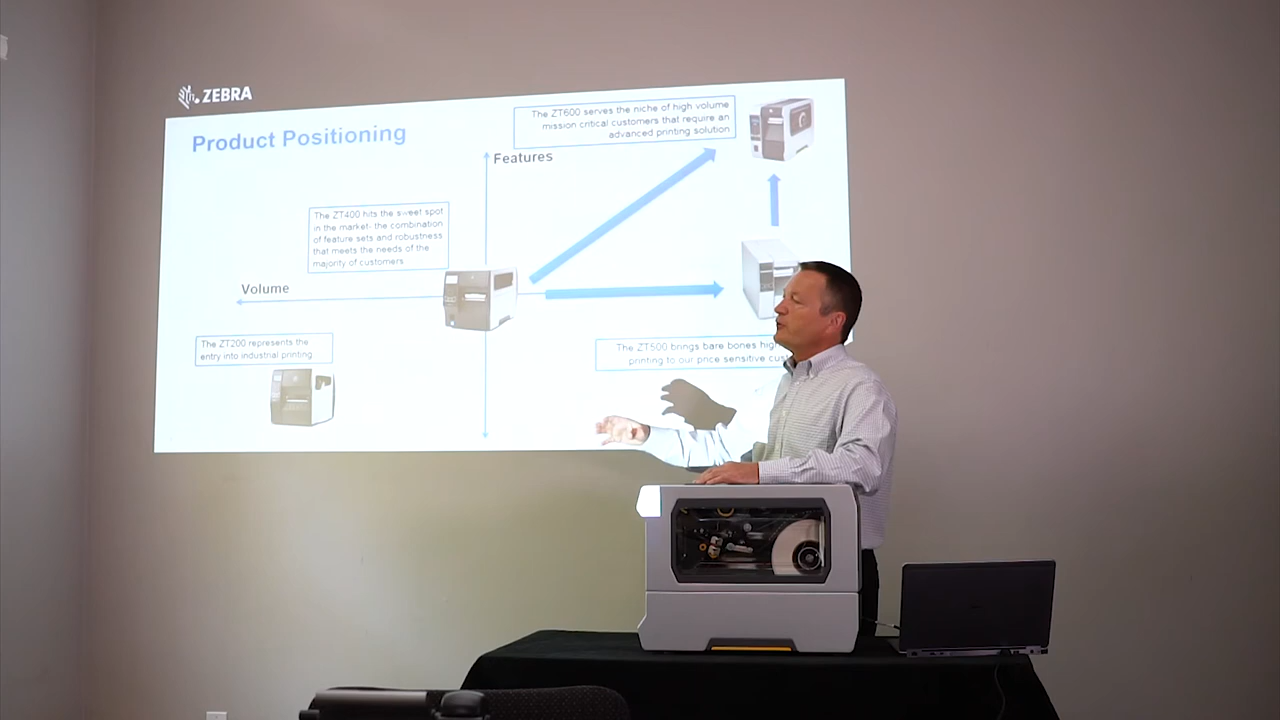 ZEBRA
Product Positioning
The ZT600 serves the niche of high volume
mission critical customers that require an
advanced printing solution
Features
The ZT400 hits the sweet spot
in the market- the combination
of feature sets and robustness
that meets the needs of the
majority of customers
Volume
The ZT200 represents the
entry into industrial printing
The ZT500 brings bare bones high
printing to our price sensitive